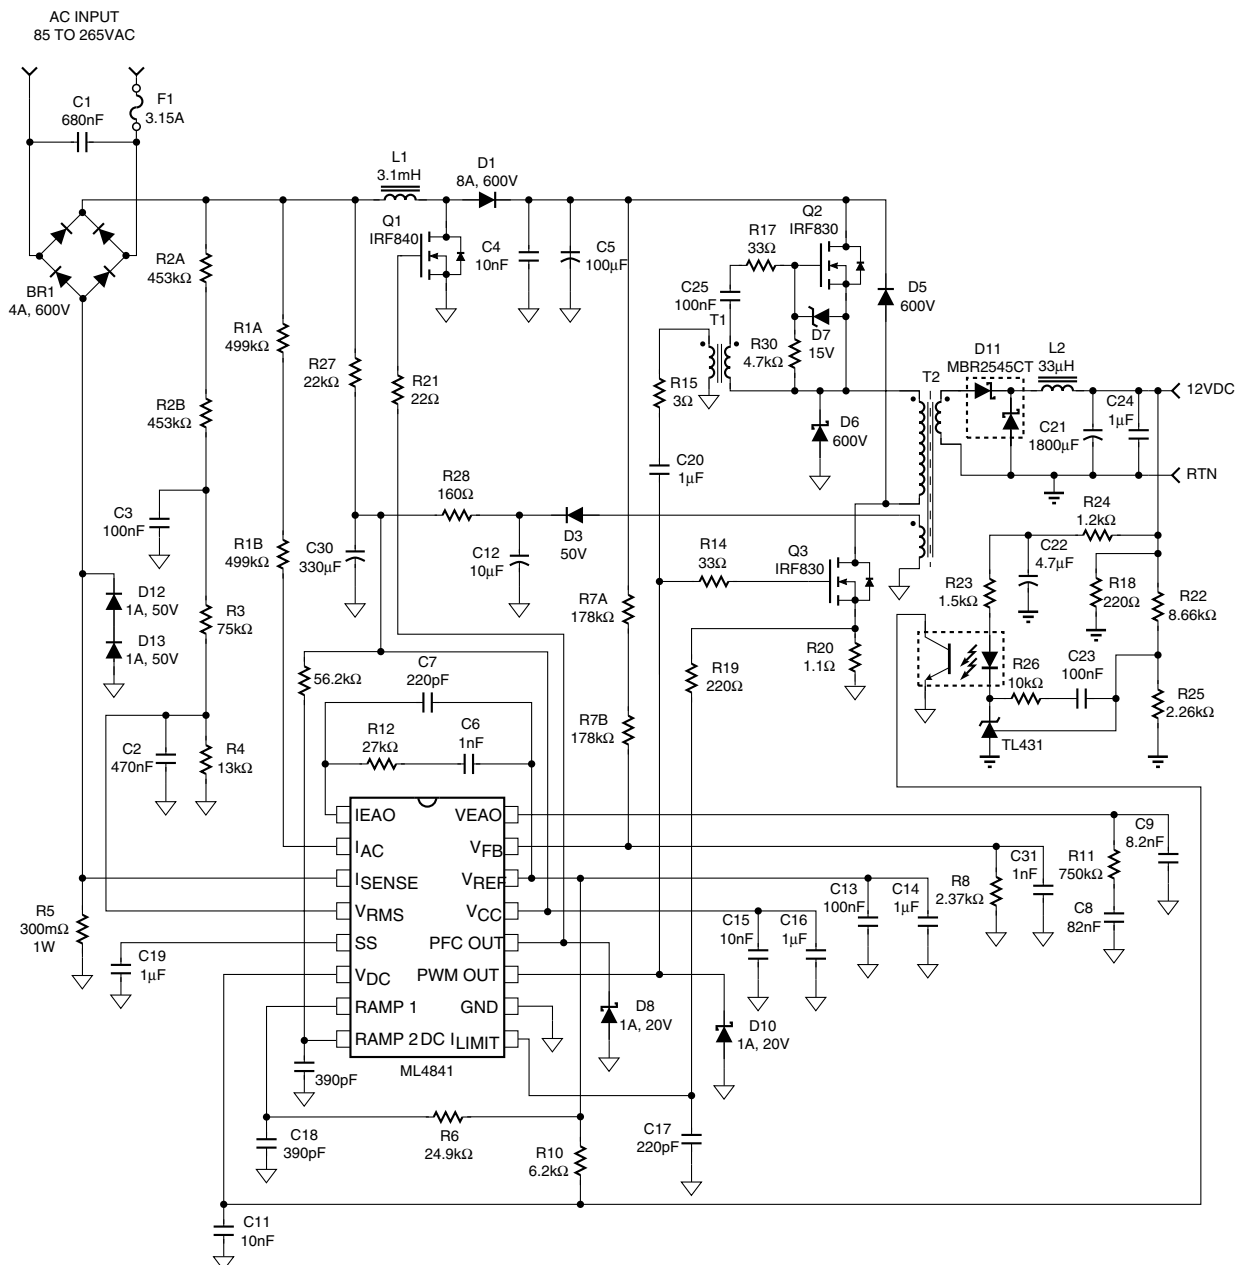 AC INPUT
85 TO 265VAC
C1
680nF
F1
3.15A
L1
3.1mH
D1
8A, 600V
Q1
IRF840
C4
10nF
C5
100µF
R17
33Ω
Q2
IRF830
R2A
453kΩ
BR1
4A, 600V
C25
100nF
T1
D5
600V
R1A
499kΩ
R27
22kΩ
R21
22Ω
R30
4.7kΩ
D7
15V
R15
3Ω
D11
MBR2545CT
L2
33µH
T2
12VDC
C24
1µF
R2B
453kΩ
D6
600V
C21
1800µF
C20
1µF
RTN
R28
160Ω
R24
1.2kΩ
C3
100nF
R1B
499kΩ
C30
330µF
C12
10µF
D3
50V
R14
33Ω
Q3
IRF830
C22
4.7µF
R23
1.5kΩ
R18
220Ω
R22
8.66kΩ
D12
1A, 50V
R3
75kΩ
D13
1A, 50V
R7A
178kΩ
R20
1.1Ω
56.2kΩ
C7
220pF
R19
220Ω
R26
10kΩ
C23
100nF
R25
2.26kΩ
R12
27kΩ
C6
1nF
R7B
178kΩ
C2
470nF
R4
13kΩ
TL431
IEAO
VEAO
IAC
VFB
ISENSE
VREF
VRMS
VCC
SS
PFC OUT
VDC
PWM OUT
RAMP 1
GND
RAMP 2
DC ILIMIT
ML4841
C9
8.2nF
C31
1nF
R11
750kΩ
R8
2.37kΩ
C13
100nF
C14
1µF
C8
82nF
R5
300mΩ
1W
C15
10nF
C16
1µF
C19
1µF
D8
1A, 20V
D10
1A, 20V
390pF
C18
390pF
R6
24.9kΩ
R10
6.2kΩ
C17
220pF
C11
10nF